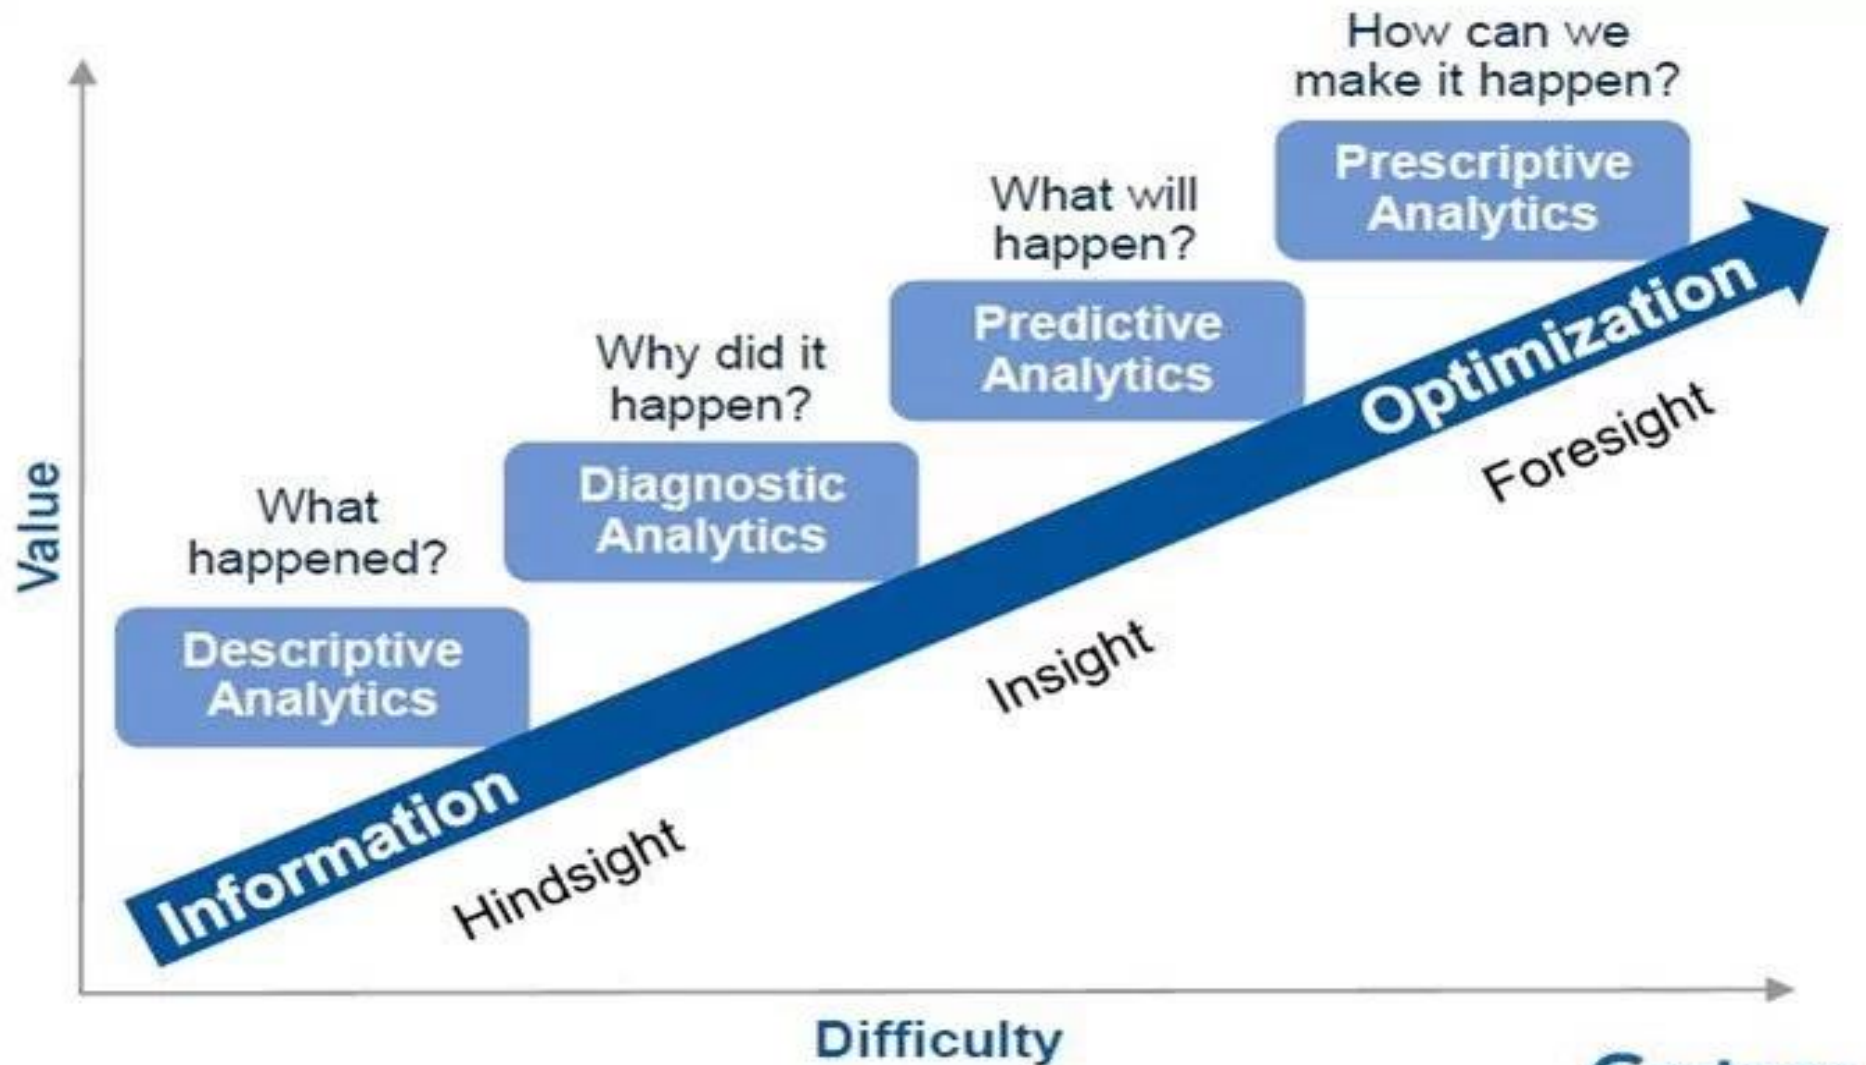 How can we
make it happen?
Prescriptive
Analytics
What will
happen?
Predictive
Analytics
Why did it
happen?
Diagnostic
Analytics
What
happened?
Descriptive
Analytics
Value
Information
Optimization
Hindsight
Insight
Foresight
Difficulty